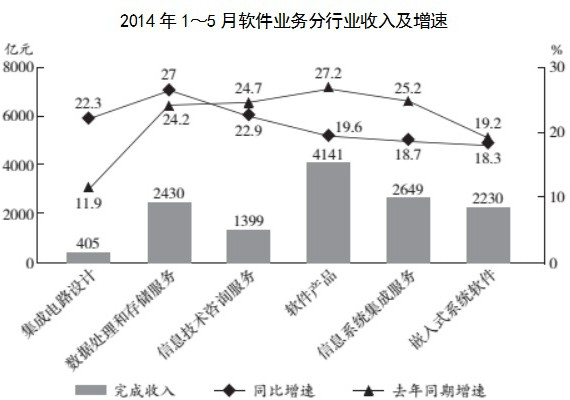 2014年1～5月软件业务分行业收入及增速
亿元 %
8000 30
27 24.7 27.2 25.2
22.3
6000 24.2 22.9 19.6 19.2 20
18.7 18.3
4000 4141
11.9 2430 2649 2230 10
2000 1399
405
0 0
集成电路设计
数据处理和存储服务
信息技术咨询服务
软件产品
信息系统集成服务
嵌入式系统软件
完成收入 同比增速 去年同期增速